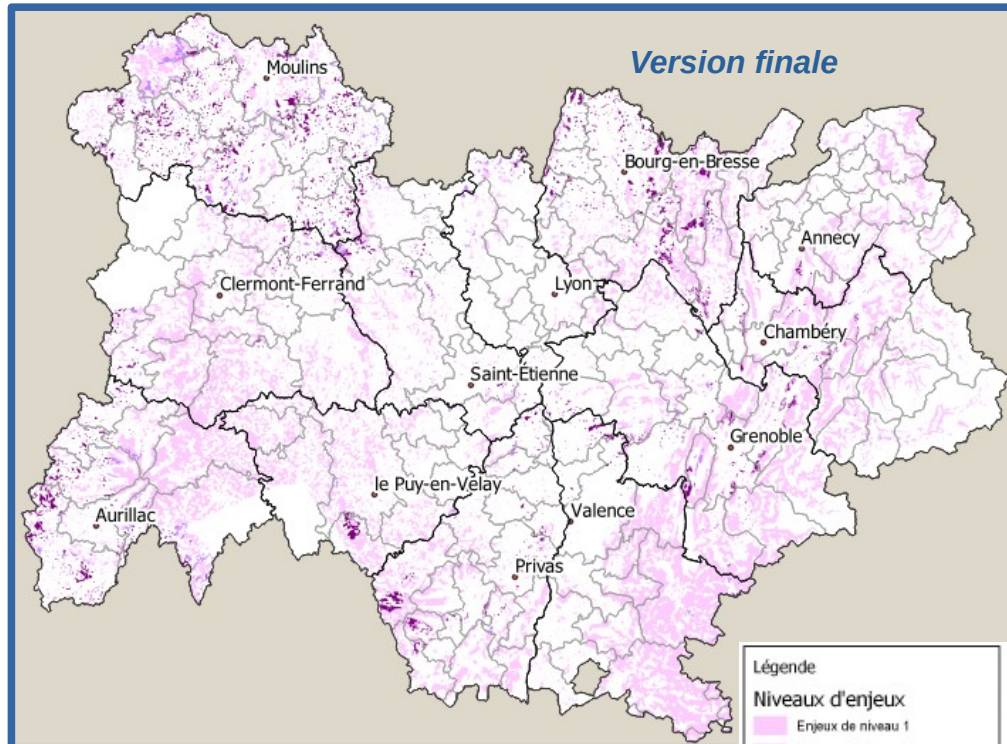 Version finale
Moulins
Bourg-en-Bresse
Annecy
Clermont-Ferrand
Lyon
Chambéry
Saint-Étienne
Grenoble
le Puy-en-Velay
Aurillac
Valence
Privas
Légende
Niveaux d'enjeux
Enjeux de niveau 1